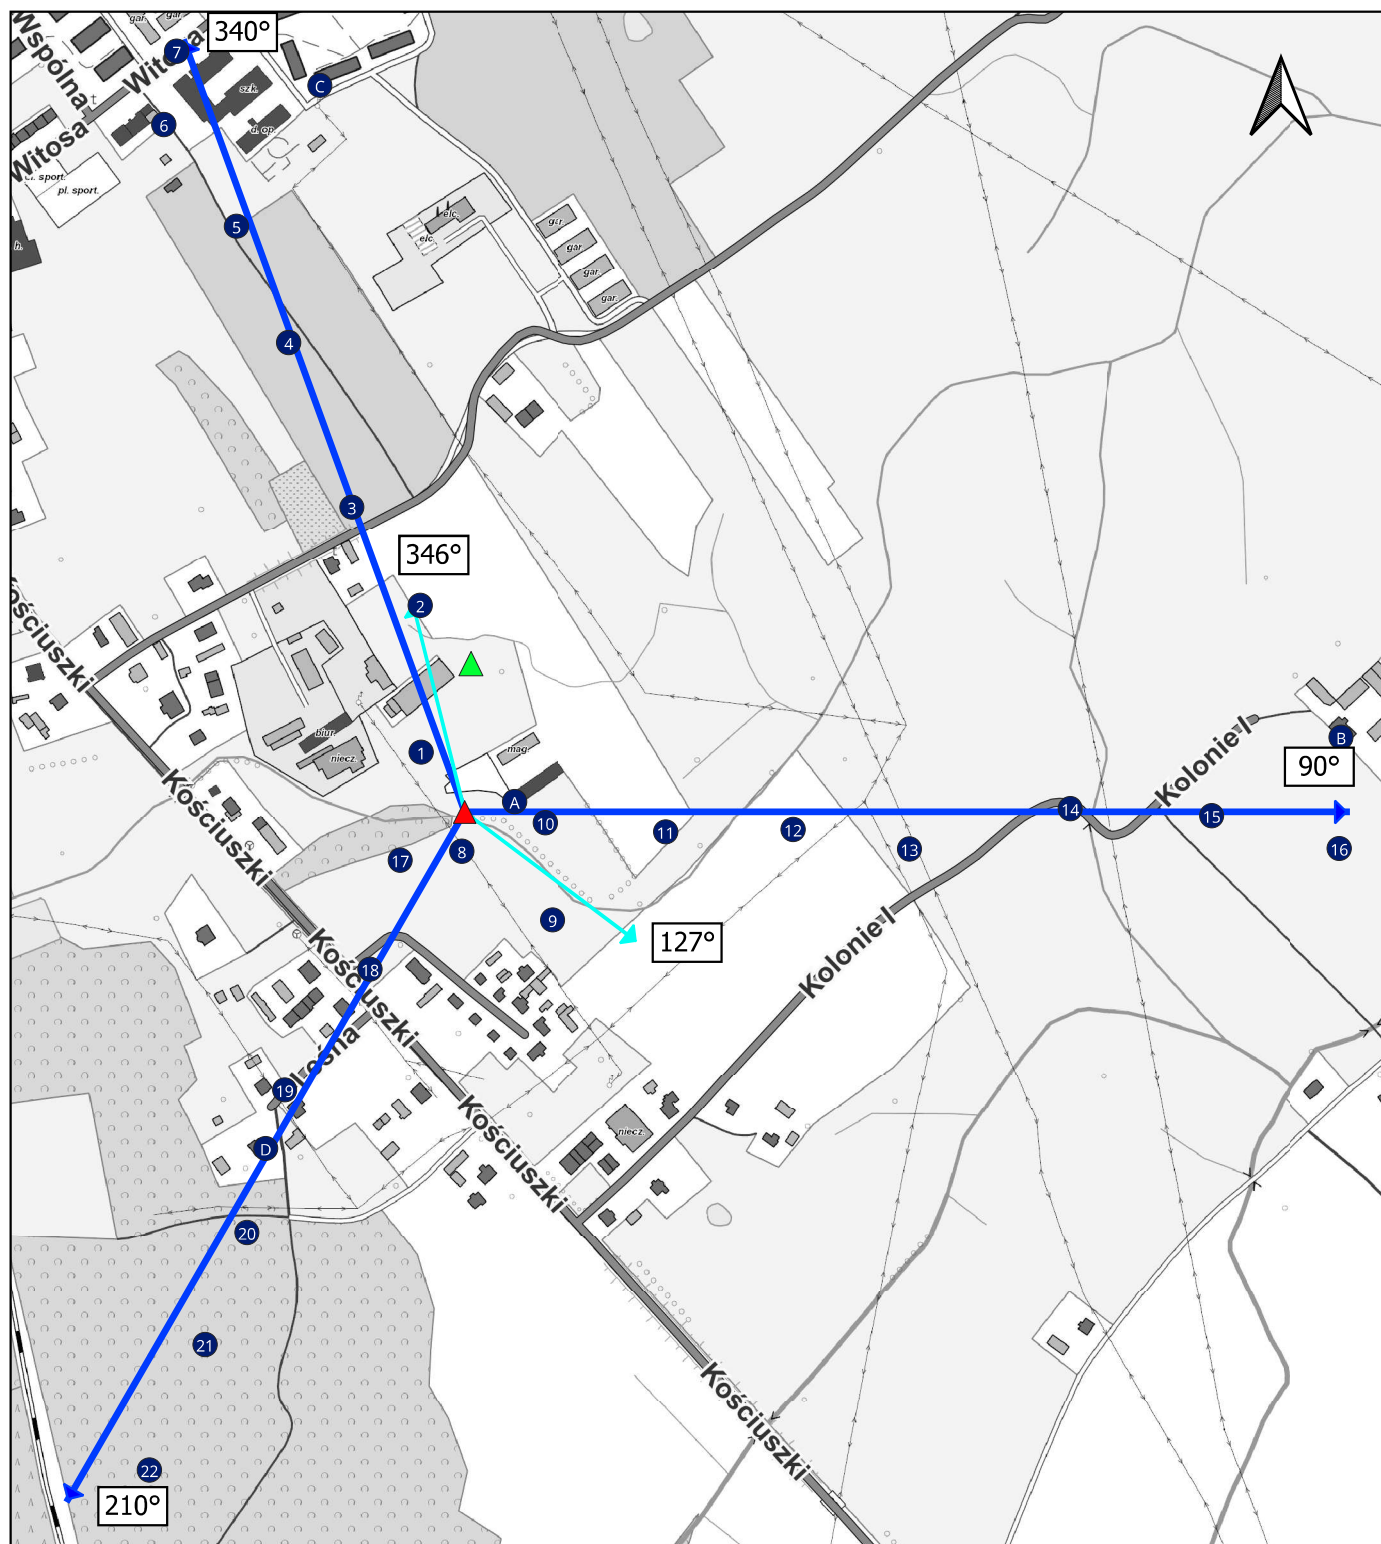 Wspólna
gar.
gar.
7
Witosa
340°
szk.
C
t
6
d. op.
Witosa
sport.
pl. sport.
h.
5
elc.
elc.
gar.
gar.
gar.
gar.
4
3
346°
2
Kościuszki
1
biur.
niecz.
mag.
A
Kolonie I
B
90°
Kościuszki
8
10
11
12
13
14
15
16
17
9
127°
Kolonie I
Kościuszki
18
19
Leśna
D
Kościuszki
niecz.
20
21
Kościuszki
22
210°